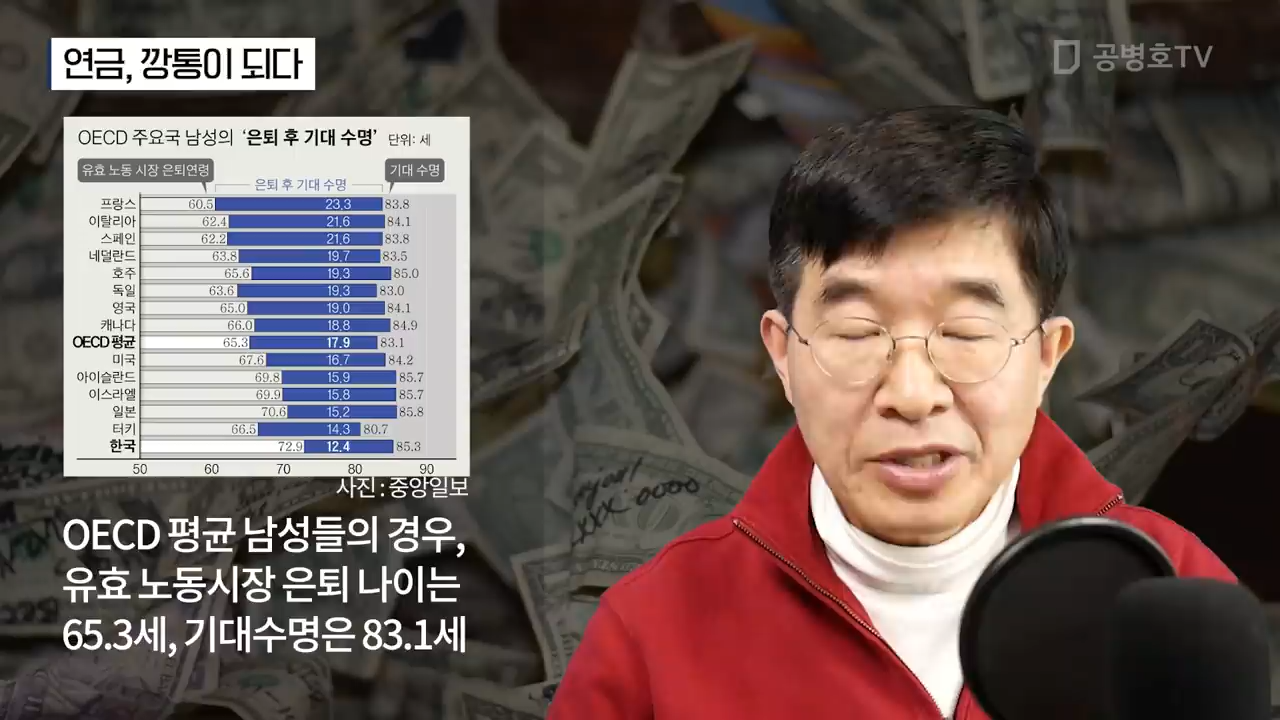 연금, 깡통이 되다
공병호TV
OECD 주요국 남성의 '은퇴 후 기대 수명' 단위: 세
유효 노동 시장 은퇴연령
은퇴 후 기대 수명
기대 수명
프랑스 60.5 23.3 83.8
이탈리아 62.4 21.6 84.1
스페인 62.2 21.6 83.8
네덜란드 63.8 19.7 83.5
호주 65.6 19.3 85.0
독일 63.6 19.3 83.0
영국 65.0 19.0 84.1
캐나다 66.0 18.8 84.9
OECD 평균 65.3 17.9 83.1
미국 67.6 16.7 84.2
아이슬란드 69.8 15.9 85.7
이스라엘 69.9 15.8 85.7
일본 70.6 15.2 85.8
터키 66.5 14.3 80.7
한국 72.9 12.4 85.3
50 60 70 80 90
사진 : 중앙일보
OECD 평균 남성들의 경우,
유효 노동시장 은퇴 나이는
65.3세, 기대수명은 83.1세